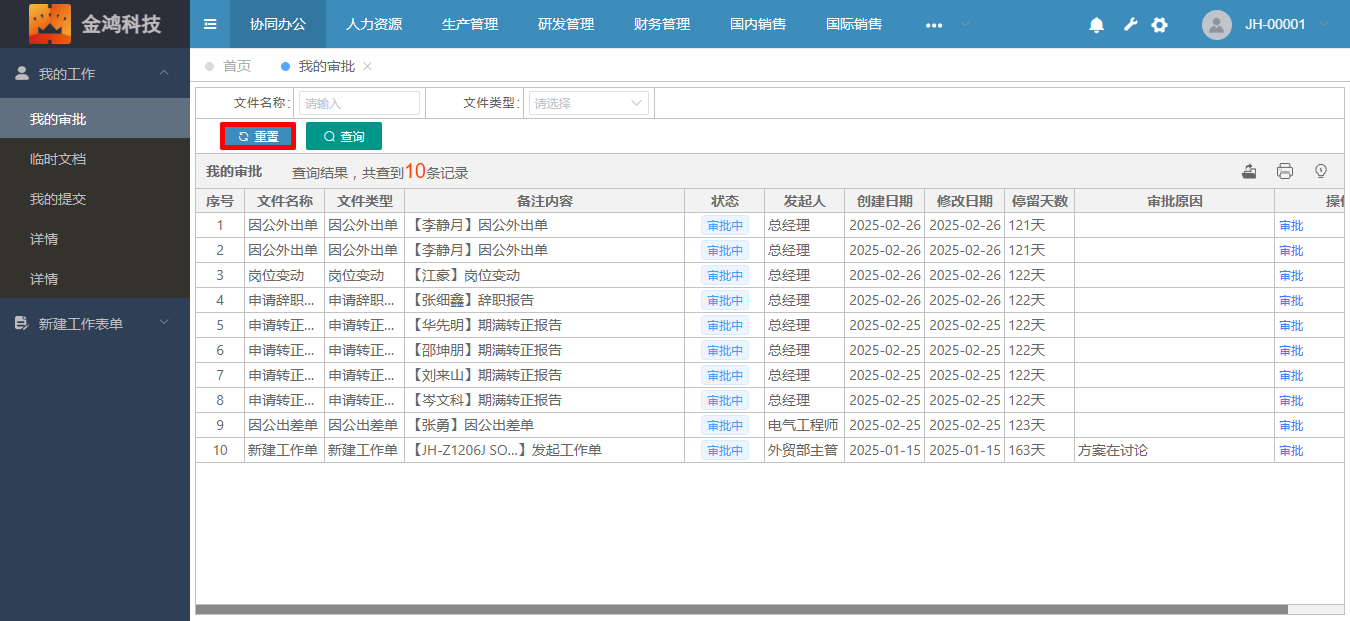 金鸿科技 协同办公 人力资源 生产管理 研发管理 财务管理 国内销售 国际销售 ••• JH-00001
首页 我的审批
我的工作
我的审批
临时文档
我的提交
详情
详情
新建工作表单
文件名称: 请输入 文件类型: 请选择
重置 查询
我的审批 查询结果，共查到10条记录
序号 文件名称 文件类型 备注内容 状态 发起人 创建日期 修改日期 停留天数 审批原因
1 因公外出单 因公外出单 【李静月】因公外出单 审批中 总经理 2025-02-26 2025-02-26 121天 审批
2 因公外出单 因公外出单 【李静月】因公外出单 审批中 总经理 2025-02-26 2025-02-26 121天 审批
3 岗位变动 岗位变动 【江豪】岗位变动 审批中 总经理 2025-02-26 2025-02-26 122天 审批
4 申请辞职... 申请辞职... 【张细鑫】辞职报告 审批中 总经理 2025-02-26 2025-02-26 122天 审批
5 申请转正... 申请转正... 【华先明】期满转正报告 审批中 总经理 2025-02-25 2025-02-25 122天 审批
6 申请转正... 申请转正... 【邵坤朋】期满转正报告 审批中 总经理 2025-02-25 2025-02-25 122天 审批
7 申请转正... 申请转正... 【刘来山】期满转正报告 审批中 总经理 2025-02-25 2025-02-25 122天 审批
8 申请转正... 申请转正... 【岑文科】期满转正报告 审批中 总经理 2025-02-25 2025-02-25 122天 审批
9 因公出差单 因公出差单 【张勇】因公出差单 审批中 电气工程师 2025-02-25 2025-02-25 123天 审批
10 新建工作单 新建工作单 【JH-Z1206J SO...】发起工作单 审批中 外贸部主管 2025-01-15 2025-01-15 163天 方案在讨论 审批